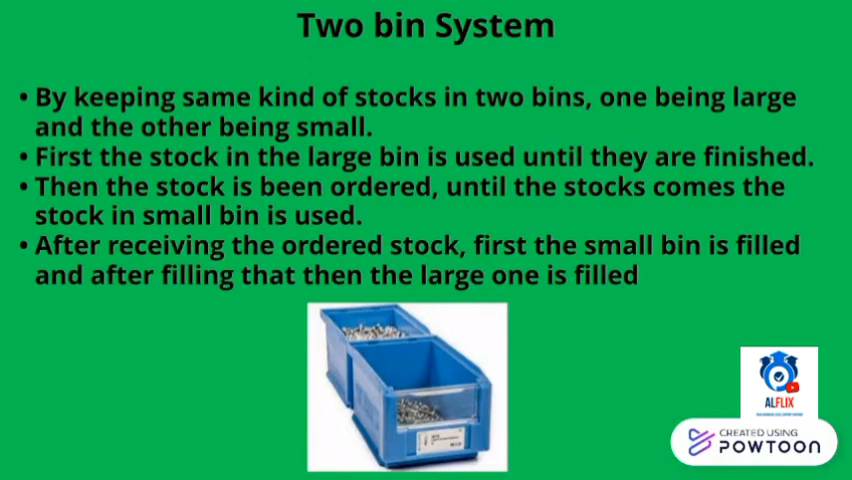 Two bin System
• By keeping same kind of stocks in two bins, one being large
and the other being small.
• First the stock in the large bin is used until they are finished.
• Then the stock is been ordered, until the stocks comes the
stock in small bin is used.
• After receiving the ordered stock, first the small bin is filled
and after filling that then the large one is filled
ALFLIX
CREATED USING
POWTOON